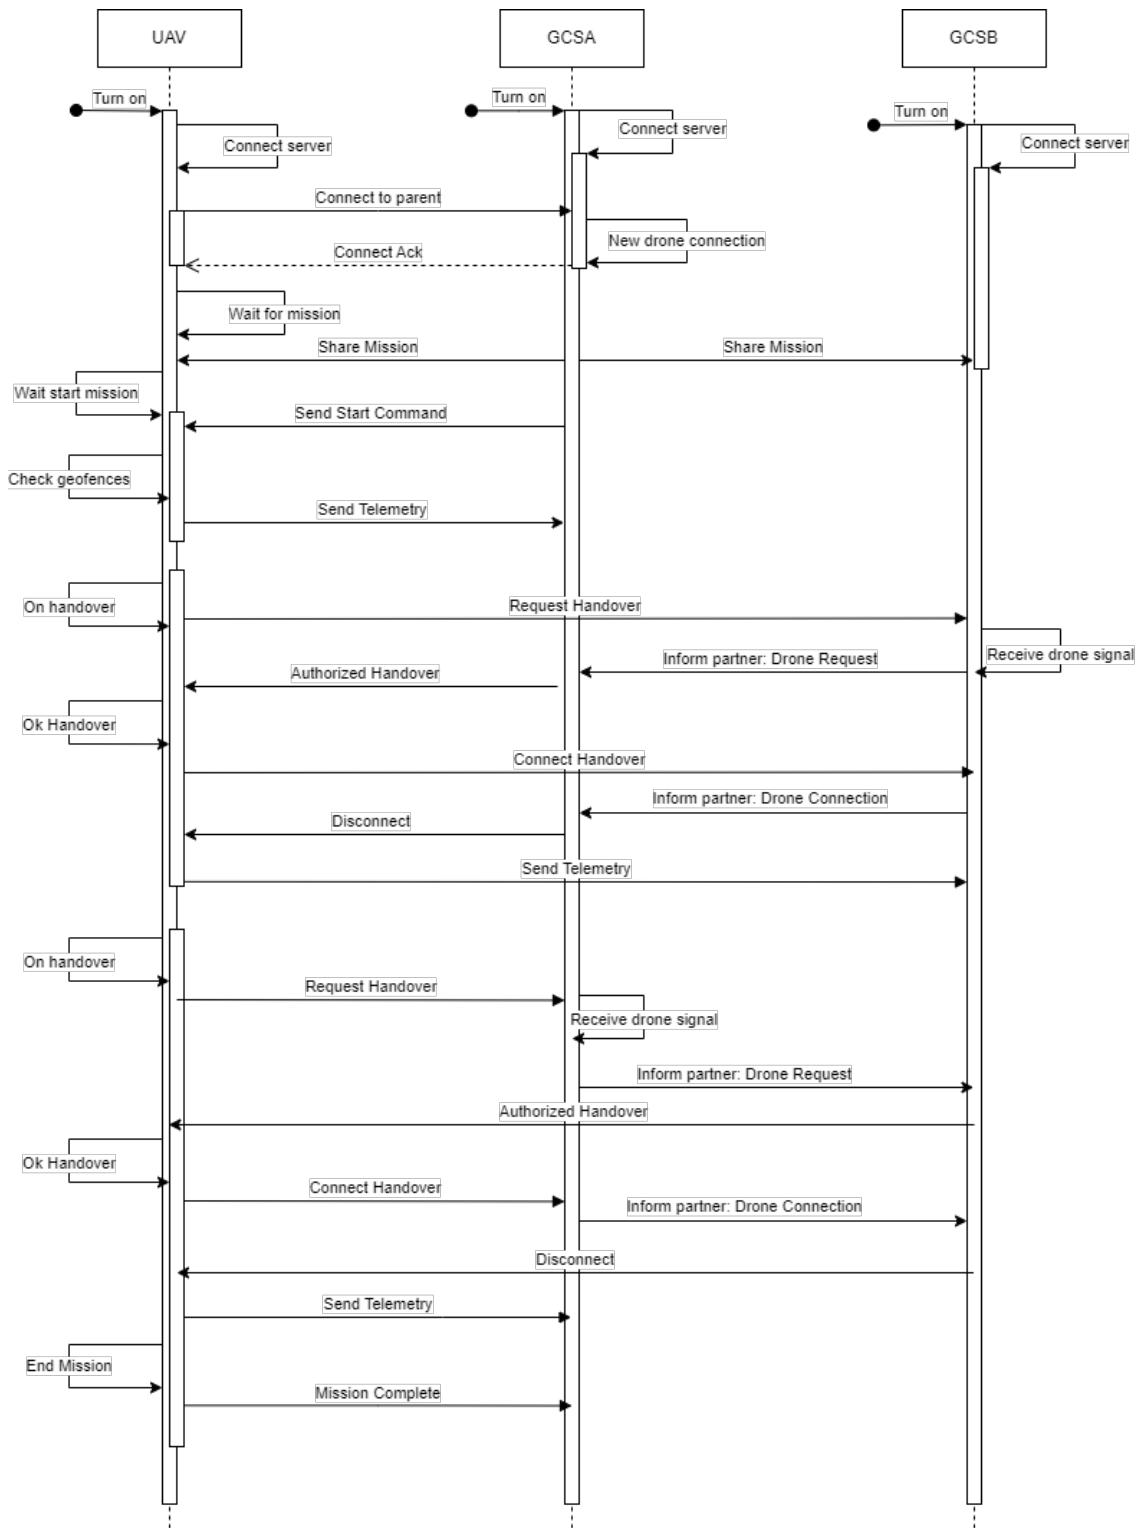 UAV
GCSA
GCSB
Turn on
Turn on
Turn on
Connect server
Connect server
Connect server
Connect to parent
New drone connection
Connect Ack
Wait for mission
Share Mission
Share Mission
Wait start mission
Send Start Command
Check geofences
Send Telemetry
On handover
Request Handover
Receive drone signal
Inform partner: Drone Request
Authorized Handover
Ok Handover
Connect Handover
Inform partner: Drone Connection
Disconnect
Send Telemetry
On handover
Request Handover
Receive drone signal
Inform partner: Drone Request
Authorized Handover
Ok Handover
Connect Handover
Inform partner: Drone Connection
Disconnect
Send Telemetry
End Mission
Mission Complete